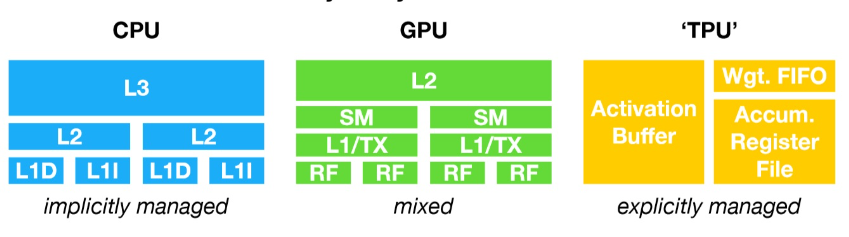 CPU
GPU
‘TPU’
L3
L2 L2
L1D L1I L1D L1I
implicitly managed
L2
SM SM
L1/TX L1/TX
RF RF RF RF
mixed
Activation
Buffer
Wgt. FIFO
Accum.
Register
File
explicitly managed